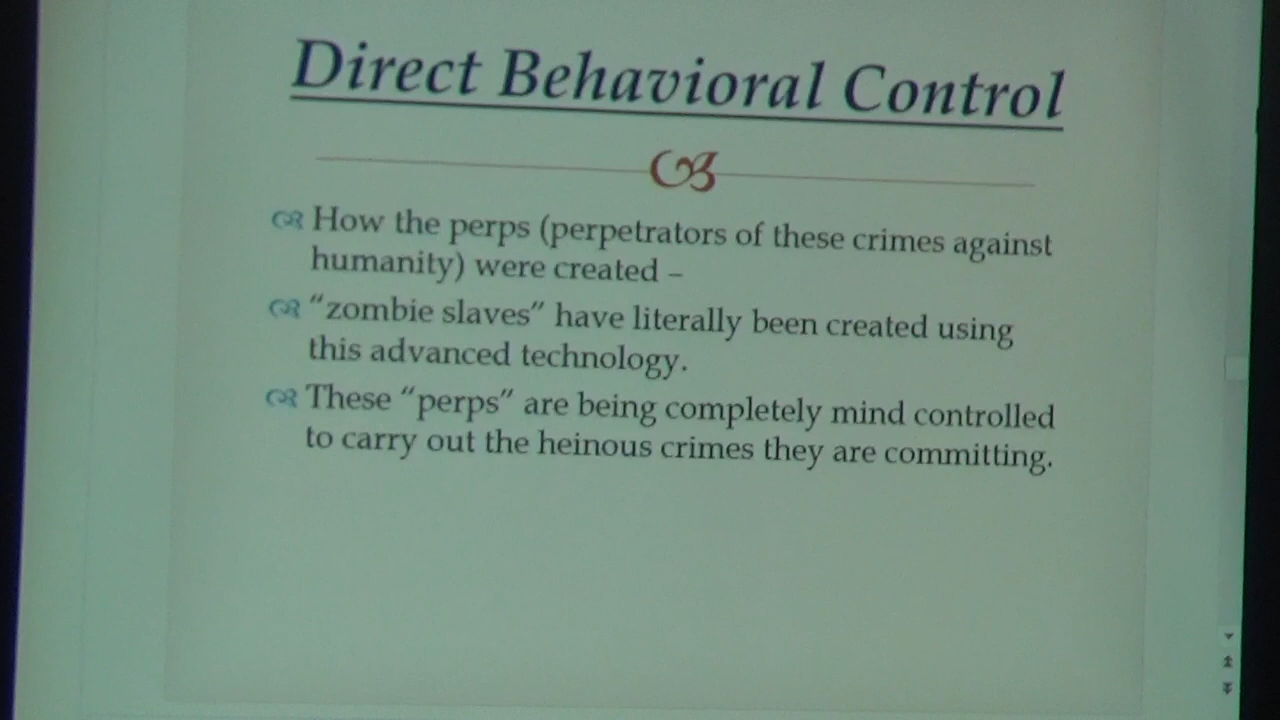 Direct Behavioral Control
How the perps (perpetrators of these crimes against
humanity) were created –
“zombie slaves” have literally been created using
this advanced technology.
These “perps” are being completely mind controlled
to carry out the heinous crimes they are committing.